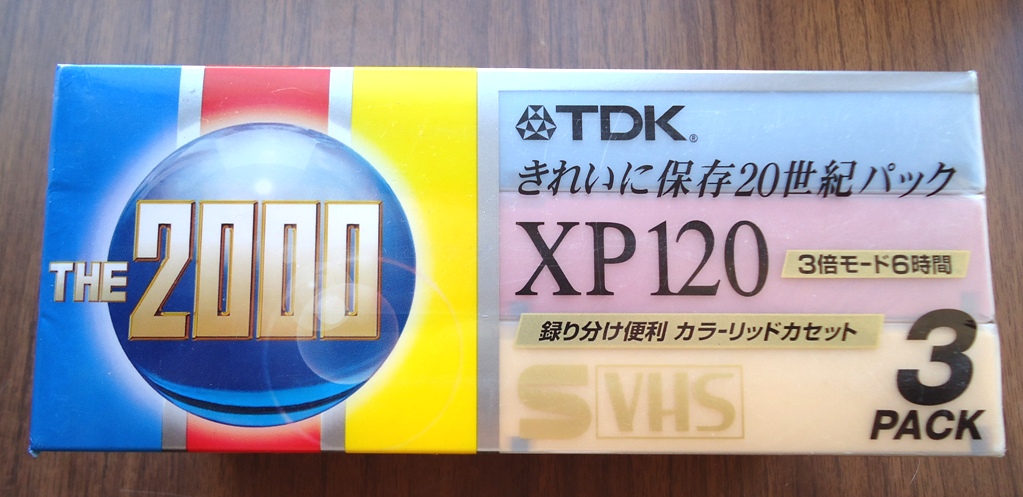 THE 2000
TDK®
きれいに保存20世紀パック
XP120
3倍モード6時間
録り分け便利 カラーリッドカセット
S VHS
3
PACK